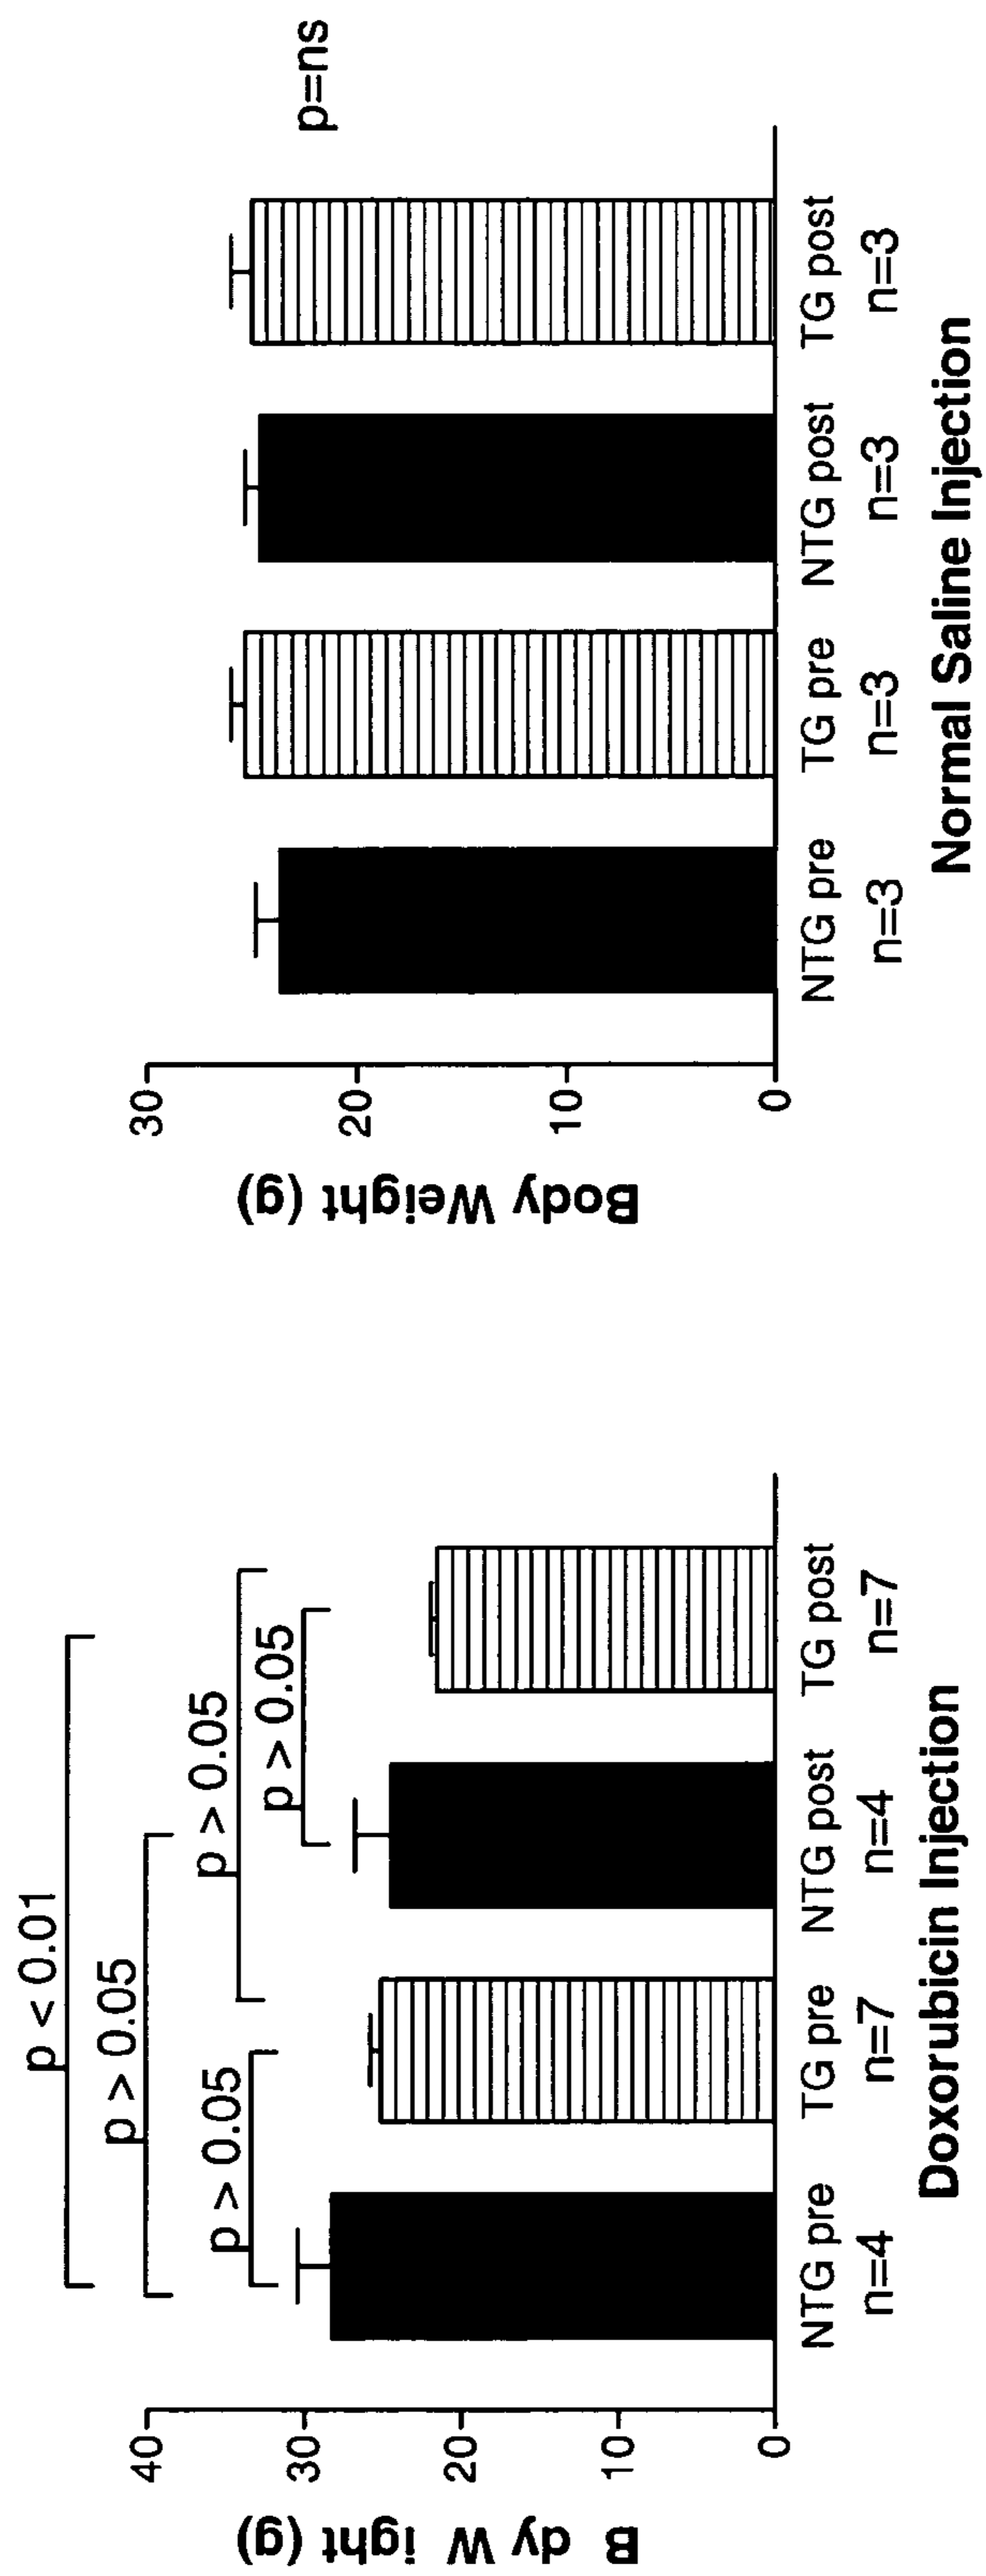 p < 0.01
p > 0.05
p > 0.05
p > 0.05
p > 0.05
B dy W ight (g)
40
30
20
10
0
NTG pre
TG pre
NTG post
TG post
n=4
n=7
n=4
n=7
Doxorubicin Injection
p=ns
Body Weight (g)
30
20
10
0
NTG pre
TG pre
NTG post
TG post
n=3
n=3
n=3
n=3
Normal Saline Injection